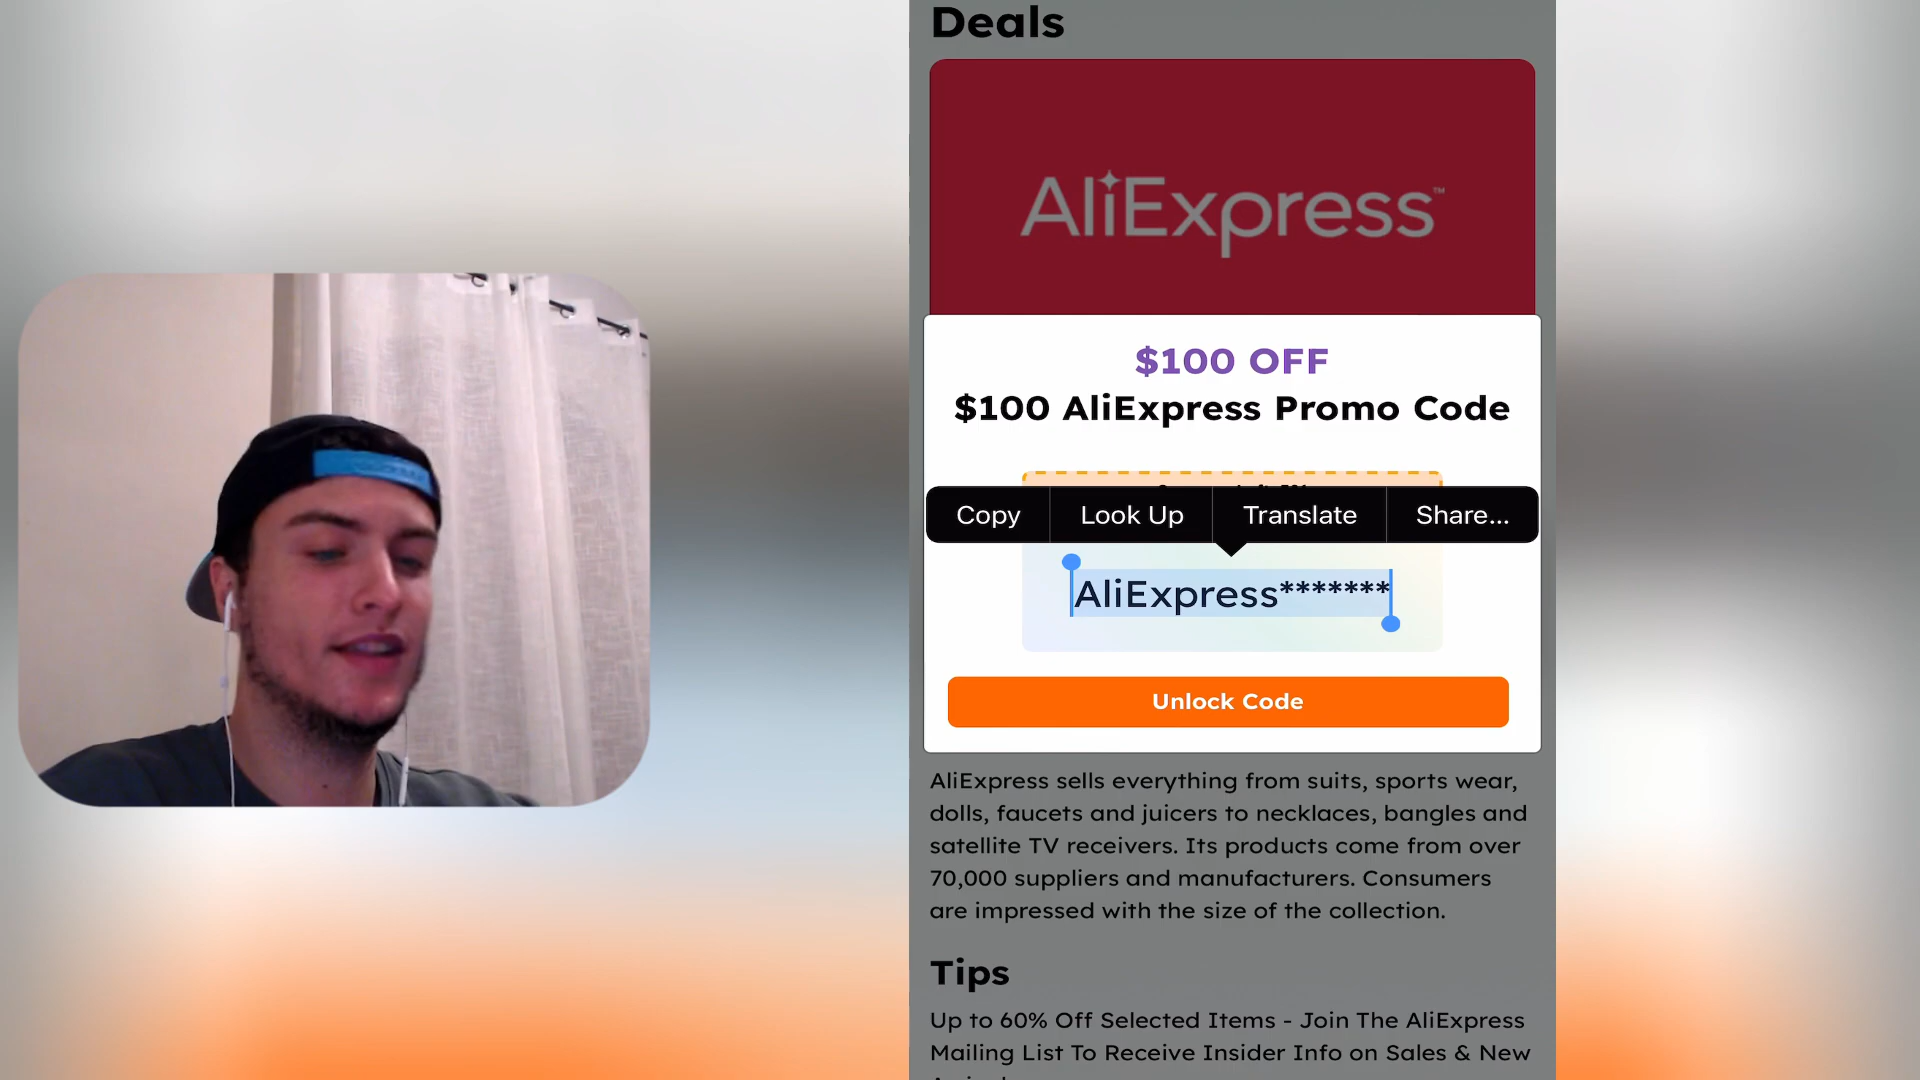 Deals
AliExpress™
$100 OFF
$100 AliExpress Promo Code
Copy
Look Up
Translate
Share...
AliExpress*******
Unlock Code
AliExpress sells everything from suits, sports wear,
dolls, faucets and juicers to necklaces, bangles and
satellite TV receivers. Its products come from over
70,000 suppliers and manufacturers. Consumers
are impressed with the size of the collection.
Tips
Up to 60% Off Selected Items - Join The AliExpress
Mailing List To Receive Insider Info on Sales & New